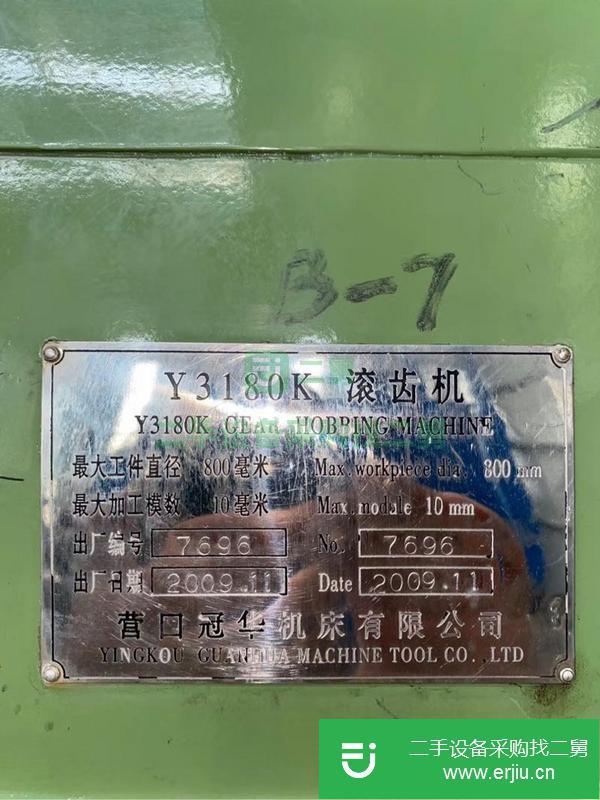 B-7
Y3180K 滚齿机
Y3180K GEAR HOBBING MACHINE
最大工件直径 800毫米 Max. workpiece dia. 800 mm
最大加工模数 10毫米 Max. module 10 mm
出厂编号 7696 No. 7696
出厂日期 2009.11 Date 2009.11
营口冠华机床有限公司
YINGKOU GUANHUA MACHINE TOOL CO., LTD
二手设备采购找二舅
www.erjiu.cn